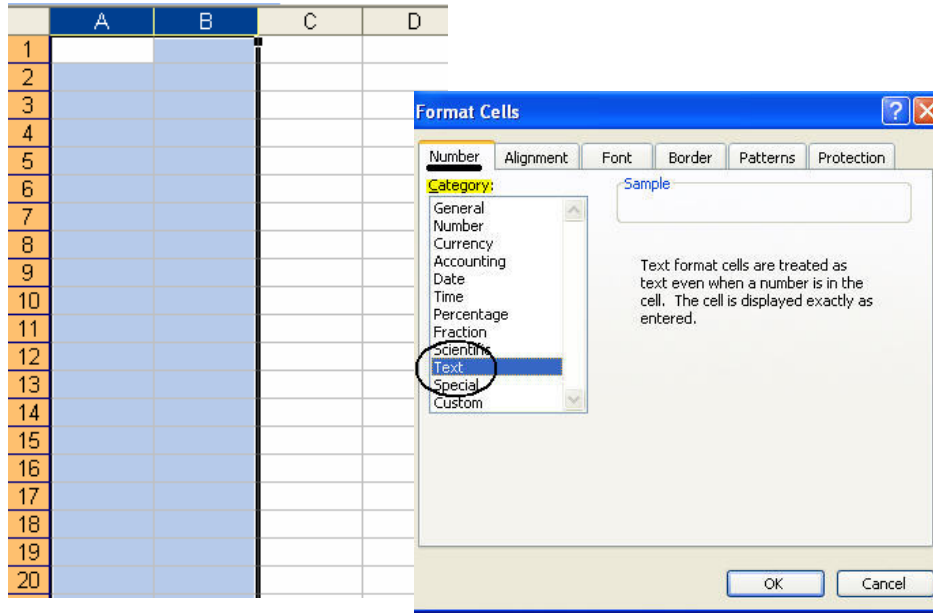 A B C D
1
2
3
4
5
6
7
8
9
10
11
12
13
14
15
16
17
18
19
20
Format Cells
Number Alignment Font Border Patterns Protection
Category:
General
Number
Currency
Accounting
Date
Time
Percentage
Fraction
Scientific
Text
Special
Custom
Sample
Text format cells are treated as
text even when a number is in the
cell. The cell is displayed exactly as
entered.
OK Cancel